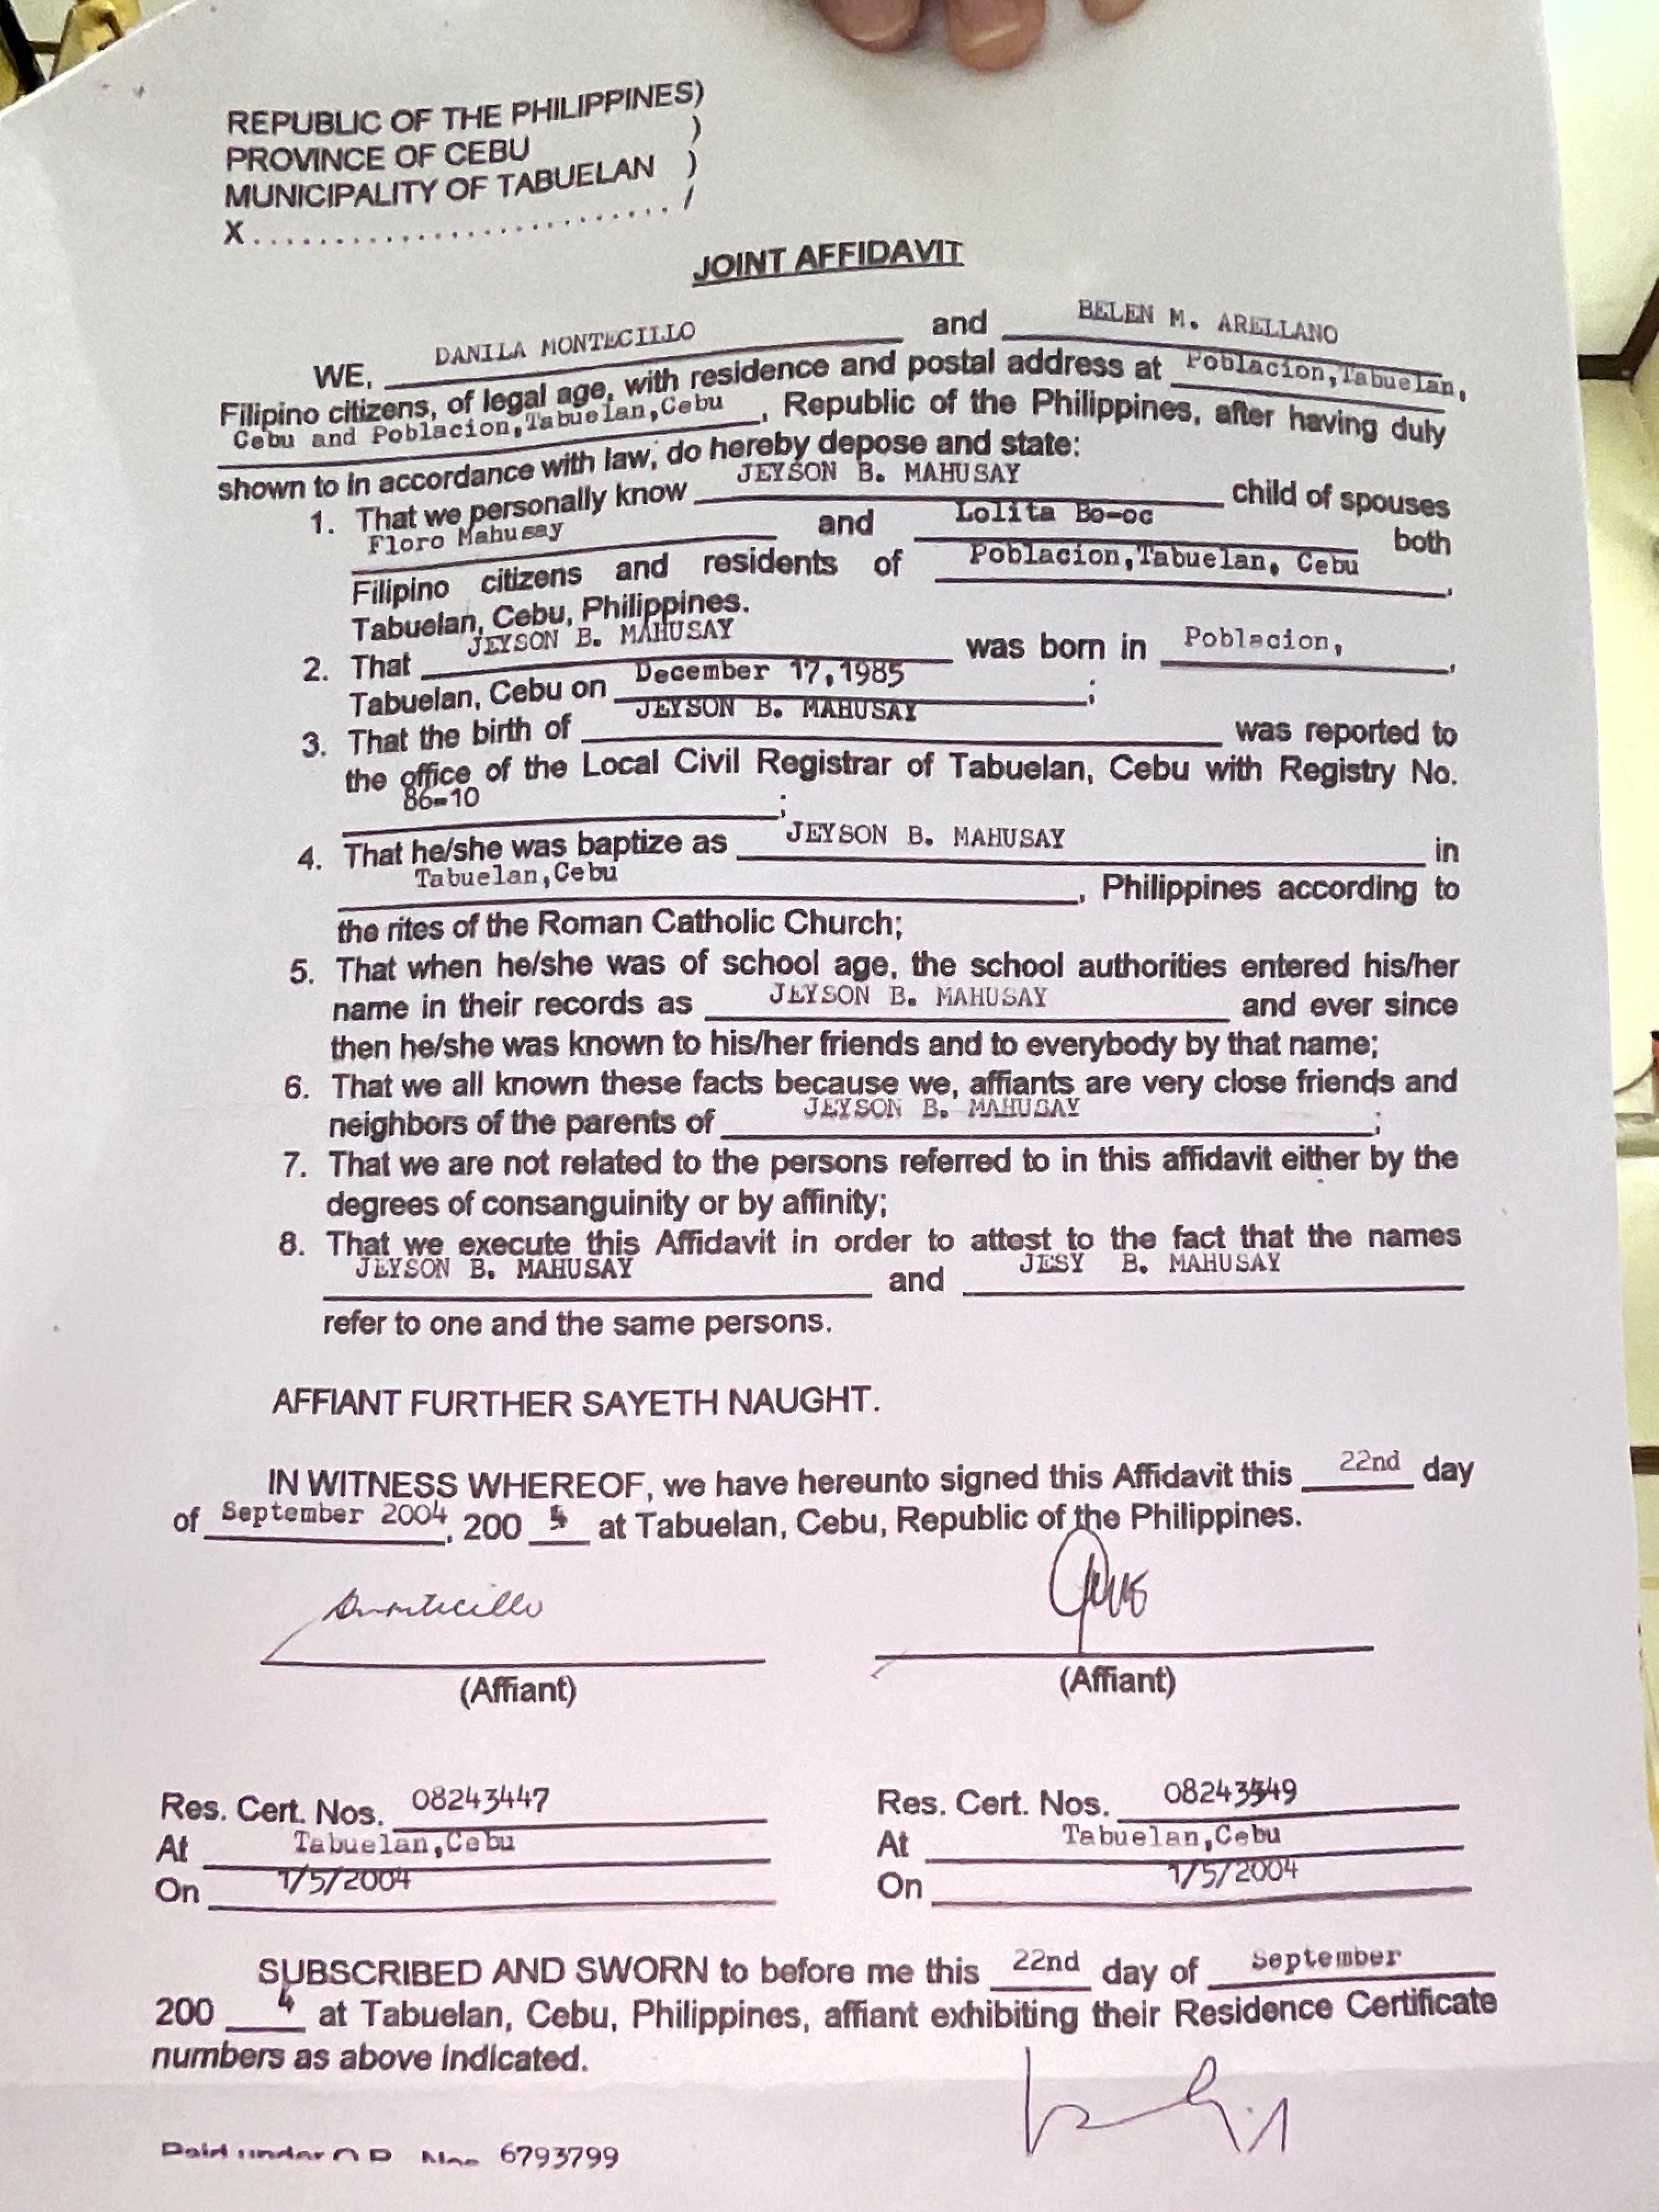 REPUBLIC OF THE PHILIPPINES)
PROVINCE OF CEBU )
MUNICIPALITY OF TABUELAN )
X........................../
JOINT AFFIDAVIT
WE, DANILA MONTECILLO and BELEN M. ARELLANO
Filipino citizens, of legal age, with residence and postal address at Poblacion,Tabuelan,
Cebu and Poblacion,Tabuelan,Cebu, Republic of the Philippines, after having duly
shown to in accordance with law, do hereby depose and state:
1. That we personally know JEYSON B. MAHUSAY child of spouses
Floro Mahusay and Lolita Bo-oc both
Filipino citizens and residents of Poblacion,Tabuelan, Cebu,
Tabuelan, Cebu, Philippines.
2. That JEYSON B. MAHUSAY was born in Poblacion,,
Tabuelan, Cebu on December 17,1985;
3. That the birth of JEYSON B. MAHUSAY was reported to
the office of the Local Civil Registrar of Tabuelan, Cebu with Registry No.
86-10;
4. That he/she was baptize as JEYSON B. MAHUSAY in
Tabuelan,Cebu, Philippines according to
the rites of the Roman Catholic Church;
5. That when he/she was of school age, the school authorities entered his/her
name in their records as JEYSON B. MAHUSAY and ever since
then he/she was known to his/her friends and to everybody by that name;
6. That we all known these facts because we, affiants are very close friends and
neighbors of the parents of JEYSON B. MAHUSAY;
7. That we are not related to the persons referred to in this affidavit either by the
degrees of consanguinity or by affinity;
8. That we execute this Affidavit in order to attest to the fact that the names
JEYSON B. MAHUSAY and JESY B. MAHUSAY
refer to one and the same persons.
AFFIANT FURTHER SAYETH NAUGHT.
IN WITNESS WHEREOF, we have hereunto signed this Affidavit this 22nd day
of September 2004, 200 4 at Tabuelan, Cebu, Republic of the Philippines.
(Affiant) (Affiant)
Res. Cert. Nos. 08243447 Res. Cert. Nos.
At Tabuelan,Cebu At Tabuelan,Cebu
On 1/5/2004 On 1/5/2004
SUBSCRIBED AND SWORN to before me this 22nd day of September
200 4 at Tabuelan, Cebu, Philippines, affiant exhibiting their Residence Certificate
numbers as above indicated.
Paid under O.R. Nos 6793799